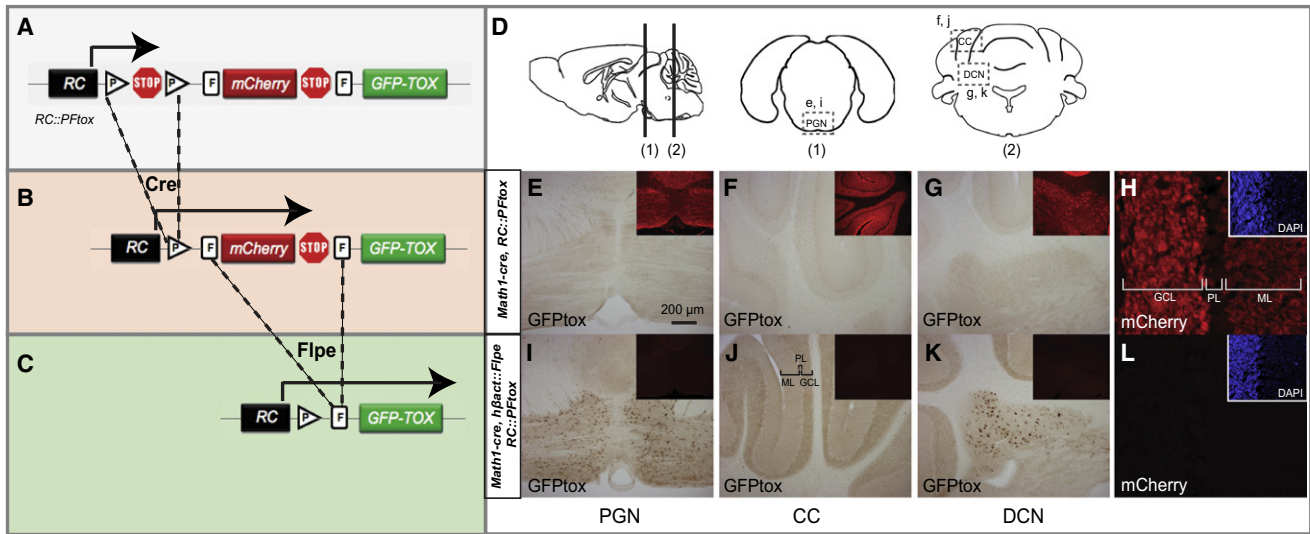 A
RC
P
STOP
P
F
mCherry
STOP
F
GFP-TOX
RC::PFtox
Cre
B
RC
P
F
mCherry
STOP
F
GFP-TOX
Flpe
C
RC
P
F
GFP-TOX
D
(1) (2)
e, i
PGN
(1)
f, j
CC
DCN
g, k
(2)
Math1-cre, RC::PFtox
E
200 µm
GFPtox
F
GFPtox
G
GFPtox
H
DAPI
GCL PL ML
mCherry
Math1-cre, hβact::Flpe
RC::PFtox
I
GFPtox
J
PL
ML GCL
GFPtox
K
GFPtox
L
DAPI
mCherry
PGN CC DCN